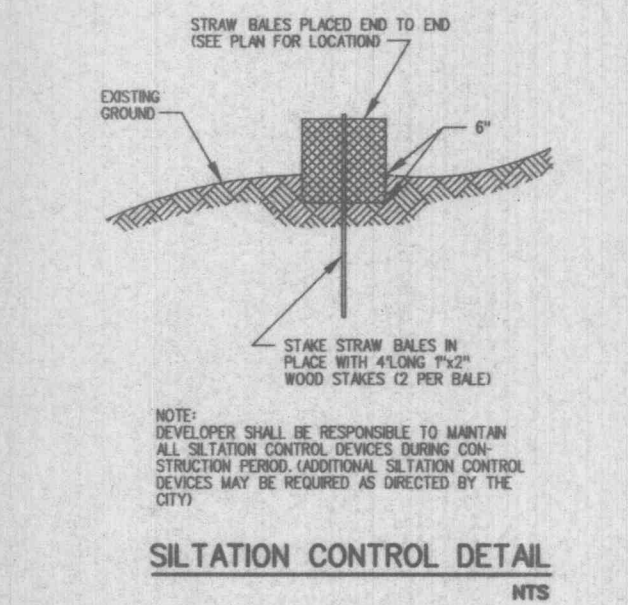 STRAW BALES PLACED END TO END
(SEE PLAN FOR LOCATION)
EXISTING
GROUND
6"
STAKE STRAW BALES IN
PLACE WITH 4'LONG 1"x2"
WOOD STAKES (2 PER BALE)
NOTE:
DEVELOPER SHALL BE RESPONSIBLE TO MAINTAIN
ALL SILTATION CONTROL DEVICES DURING CON-
STRUCTION PERIOD. (ADDITIONAL SILTATION CONTROL
DEVICES MAY BE REQUIRED AS DIRECTED BY THE
CITY)
SILTATION CONTROL DETAIL
NTS